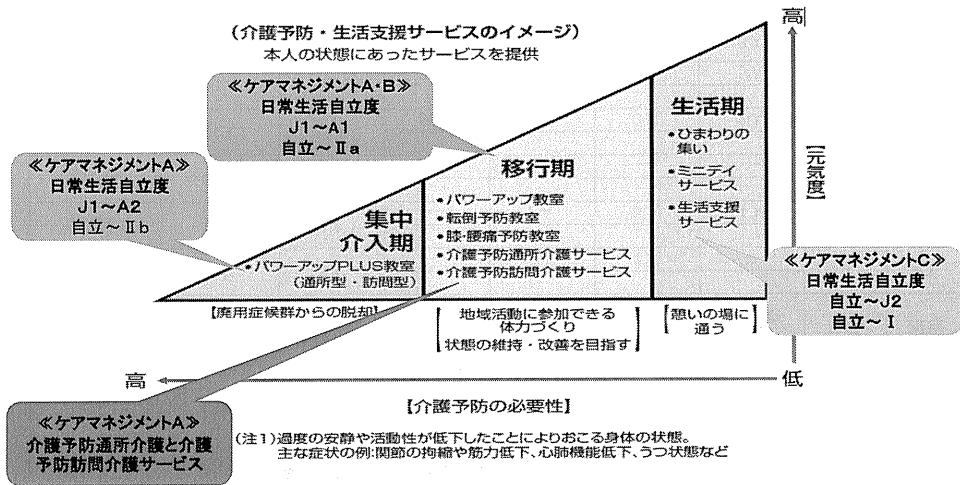 (介護予防・生活支援サービスのイメージ)
本人の状態にあったサービスを提供
高
≪ケアマネジメントA・B≫
日常生活自立度
J1～A1
自立～Ⅱa
≪ケアマネジメントA≫
日常生活自立度
J1～A2
自立～Ⅱb
集中
介入期
•パワーアップPLUS教室
(通所型・訪問型)
移行期
•パワーアップ教室
•転倒予防教室
•膝・腰痛予防教室
•介護予防通所介護サービス
•介護予防訪問介護サービス
生活期
•ひまわりの
集い
•ミニデイ
サービス
•生活支援
サービス
【元気度】
≪ケアマネジメントC≫
日常生活自立度
自立～J2
自立～Ⅰ
【廃用症候群からの脱却】
【地域活動に参加できる
体力づくり
状態の維持・改善を目指す】
【憩いの場に
通う】
高
低
【介護予防の必要性】
≪ケアマネジメントA≫
介護予防通所介護と介護
予防訪問介護サービス
(注1)過度の安静や活動性が低下したことによりおこる身体の状態。
主な症状の例:関節の拘縮や筋力低下、心肺機能低下、うつ状態など